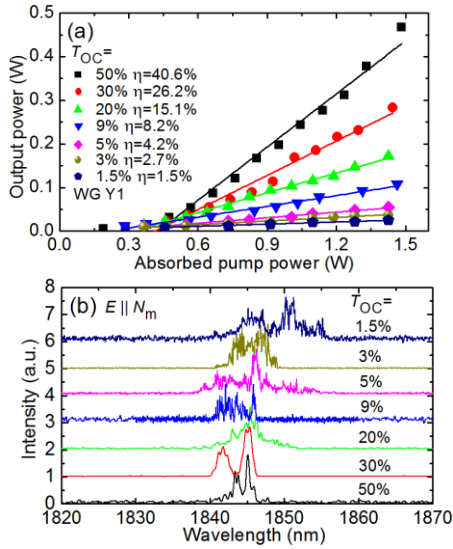 (a)
T_OC=
50% η=40.6%
30% η=26.2%
20% η=15.1%
9% η=8.2%
5% η=4.2%
3% η=2.7%
1.5% η=1.5%
WG Y1
Output power (W)
0.5
0.4
0.3
0.2
0.1
0.0
0.0 0.3 0.6 0.9 1.2 1.5
Absorbed pump power (W)
(b) E || N_m
T_OC=
1.5%
3%
5%
9%
20%
30%
50%
Intensity (a.u.)
8
7
6
5
4
3
2
1
0
1820 1830 1840 1850 1860 1870
Wavelength (nm)